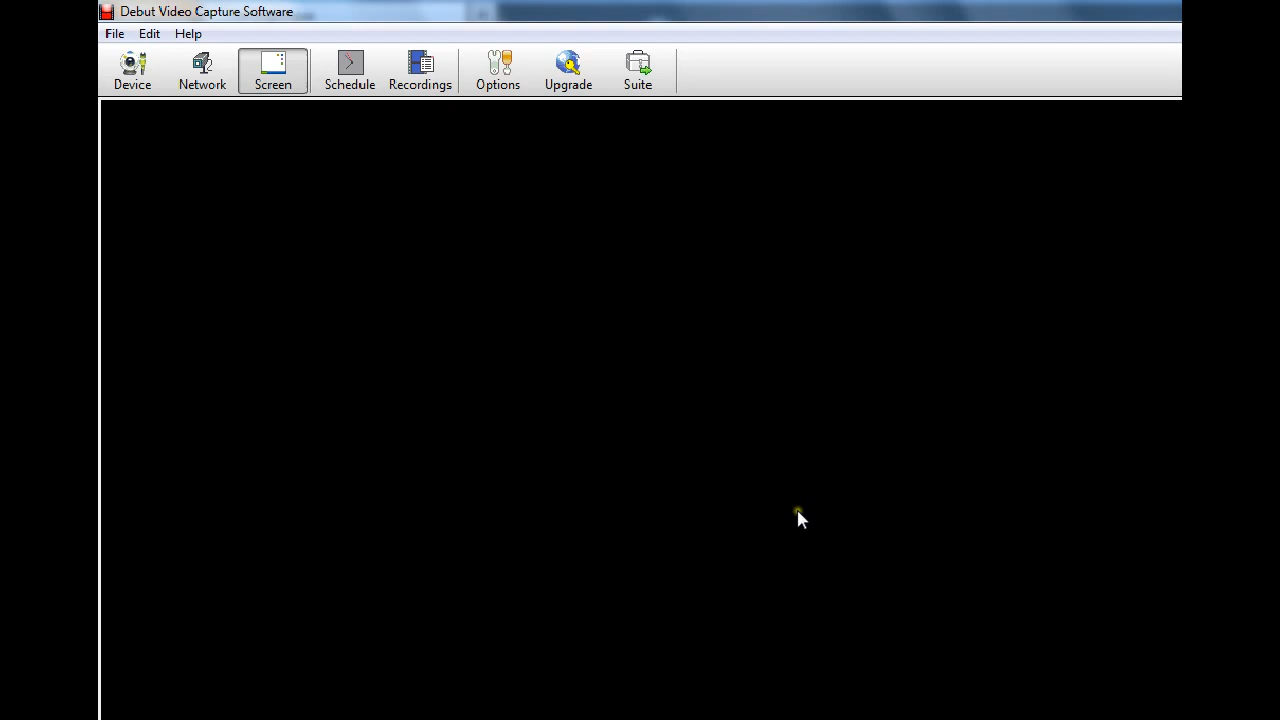 Debut Video Capture Software
File Edit Help
Device Network Screen Schedule Recordings Options Upgrade Suite